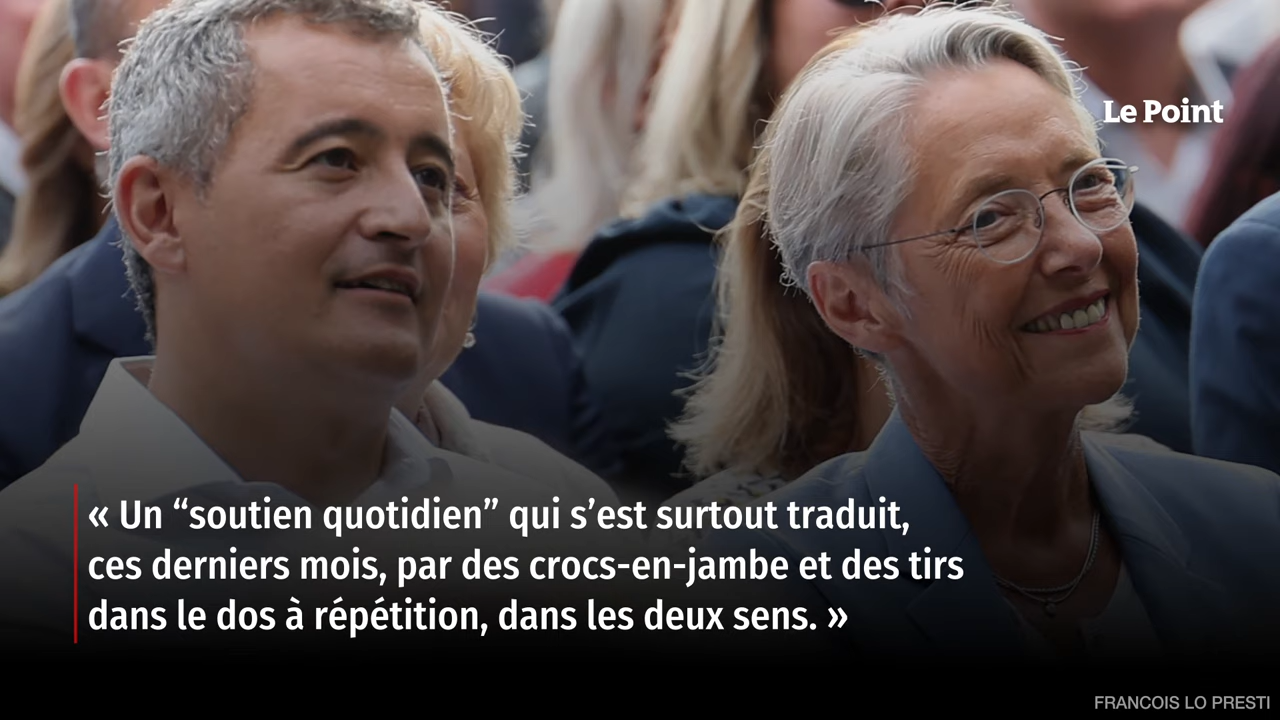 Le Point
« Un “soutien quotidien” qui s’est surtout traduit,
ces derniers mois, par des crocs-en-jambe et des tirs
dans le dos à répétition, dans les deux sens. »
FRANCOIS LO PRESTI